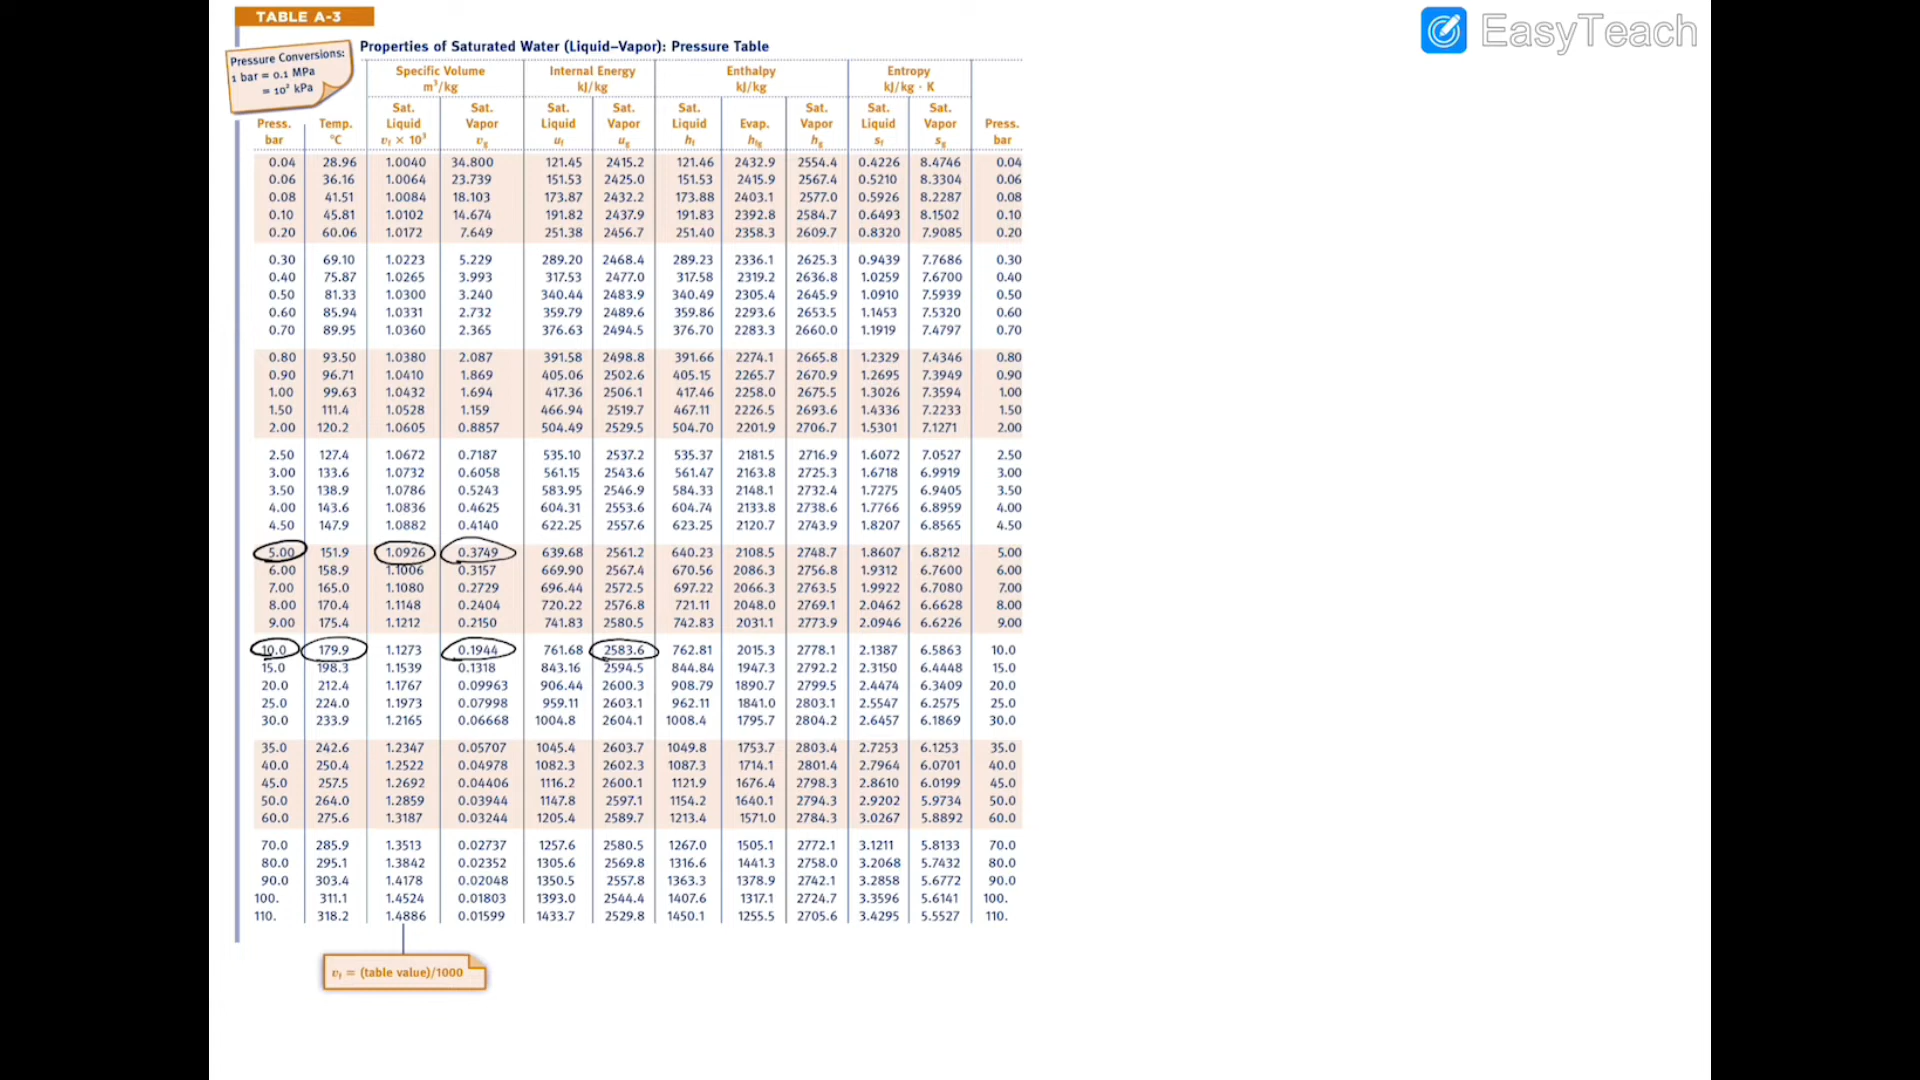 TABLE A-3
EasyTeach
Properties of Saturated Water (Liquid–Vapor): Pressure Table
Pressure Conversions:
1 bar = 0.1 MPa
= 10² kPa
Specific Volume Internal Energy Enthalpy Entropy
m³/kg kJ/kg kJ/kg kJ/kg · K
Sat. Sat. Sat. Sat. Sat. Sat. Sat. Sat.
Press. Temp. Liquid Vapor Liquid Vapor Liquid Evap. Vapor Liquid Vapor Press.
bar °C vf × 10³ vg uf ug hf hfg hg sf sg bar
0.04 28.96 1.0040 34.800 121.45 2415.2 121.46 2432.9 2554.4 0.4226 8.4746 0.04
0.06 36.16 1.0064 23.739 151.53 2425.0 151.53 2415.9 2567.4 0.5210 8.3304 0.06
0.08 41.51 1.0084 18.103 173.87 2432.2 173.88 2403.1 2577.0 0.5926 8.2287 0.08
0.10 45.81 1.0102 14.674 191.82 2437.9 191.83 2392.8 2584.7 0.6493 8.1502 0.10
0.20 60.06 1.0172 7.649 251.38 2456.7 251.40 2358.3 2609.7 0.8320 7.9085 0.20
0.30 69.10 1.0223 5.229 289.20 2468.4 289.23 2336.1 2625.3 0.9439 7.7686 0.30
0.40 75.87 1.0265 3.993 317.53 2477.0 317.58 2319.2 2636.8 1.0259 7.6700 0.40
0.50 81.33 1.0300 3.240 340.44 2483.9 340.49 2305.4 2645.9 1.0910 7.5939 0.50
0.60 85.94 1.0331 2.732 359.79 2489.6 359.86 2293.6 2653.5 1.1453 7.5320 0.60
0.70 89.95 1.0360 2.365 376.63 2494.5 376.70 2283.3 2660.0 1.1919 7.4797 0.70
0.80 93.50 1.0380 2.087 391.58 2498.8 391.66 2274.1 2665.8 1.2329 7.4346 0.80
0.90 96.71 1.0410 1.869 405.06 2502.6 405.15 2265.7 2670.9 1.2695 7.3949 0.90
1.00 99.63 1.0432 1.694 417.36 2506.1 417.46 2258.0 2675.5 1.3026 7.3594 1.00
1.50 111.4 1.0528 1.159 466.94 2519.7 467.11 2226.5 2693.6 1.4336 7.2233 1.50
2.00 120.2 1.0605 0.8857 504.49 2529.5 504.70 2201.9 2706.7 1.5301 7.1271 2.00
2.50 127.4 1.0672 0.7187 535.10 2537.2 535.37 2181.5 2716.9 1.6072 7.0527 2.50
3.00 133.6 1.0732 0.6058 561.15 2543.6 561.47 2163.8 2725.3 1.6718 6.9919 3.00
3.50 138.9 1.0786 0.5243 583.95 2546.9 584.33 2148.1 2732.4 1.7275 6.9405 3.50
4.00 143.6 1.0836 0.4625 604.31 2553.6 604.74 2133.8 2738.6 1.7766 6.8959 4.00
4.50 147.9 1.0882 0.4140 622.25 2557.6 623.25 2120.7 2743.9 1.8207 6.8565 4.50
5.00 151.9 1.0926 0.3749 639.68 2561.2 640.23 2108.5 2748.7 1.8607 6.8212 5.00
6.00 158.9 1.1006 0.3157 669.90 2567.4 670.56 2086.3 2756.8 1.9312 6.7600 6.00
7.00 165.0 1.1080 0.2729 696.44 2572.5 697.22 2066.3 2763.5 1.9922 6.7080 7.00
8.00 170.4 1.1148 0.2404 720.22 2576.8 721.11 2048.0 2769.1 2.0462 6.6628 8.00
9.00 175.4 1.1212 0.2150 741.83 2580.5 742.83 2031.1 2773.9 2.0946 6.6226 9.00
10.0 179.9 1.1273 0.1944 761.68 2583.6 762.81 2015.3 2778.1 2.1387 6.5863 10.0
15.0 198.3 1.1539 0.1318 843.16 2594.5 844.84 1947.3 2792.2 2.3150 6.4448 15.0
20.0 212.4 1.1767 0.09963 906.44 2600.3 908.79 1890.7 2799.5 2.4474 6.3409 20.0
25.0 224.0 1.1973 0.07998 959.11 2603.1 962.11 1841.0 2803.1 2.5547 6.2575 25.0
30.0 233.9 1.2165 0.06668 1004.8 2604.1 1008.4 1795.7 2804.2 2.6457 6.1869 30.0
35.0 242.6 1.2347 0.05707 1045.4 2603.7 1049.8 1753.7 2803.4 2.7253 6.1253 35.0
40.0 250.4 1.2522 0.04978 1082.3 2602.3 1087.3 1714.1 2801.4 2.7964 6.0701 40.0
45.0 257.5 1.2692 0.04406 1116.2 2600.1 1121.9 1676.4 2798.3 2.8610 6.0199 45.0
50.0 264.0 1.2859 0.03944 1147.8 2597.1 1154.2 1640.1 2794.3 2.9202 5.9734 50.0
60.0 275.6 1.3187 0.03244 1205.4 2589.7 1213.4 1571.0 2784.3 3.0267 5.8892 60.0
70.0 285.9 1.3513 0.02737 1257.6 2580.5 1267.0 1505.1 2772.1 3.1211 5.8133 70.0
80.0 295.1 1.3842 0.02352 1305.6 2569.8 1316.6 1441.3 2758.0 3.2068 5.7432 80.0
90.0 303.4 1.4178 0.02048 1350.5 2557.8 1363.3 1378.9 2742.1 3.2858 5.6772 90.0
100. 311.1 1.4524 0.01803 1393.0 2544.4 1407.6 1317.1 2724.7 3.3596 5.6141 100.
110. 318.2 1.4886 0.01599 1433.7 2529.8 1450.1 1255.5 2705.6 3.4295 5.5527 110.
vf = (table value)/1000